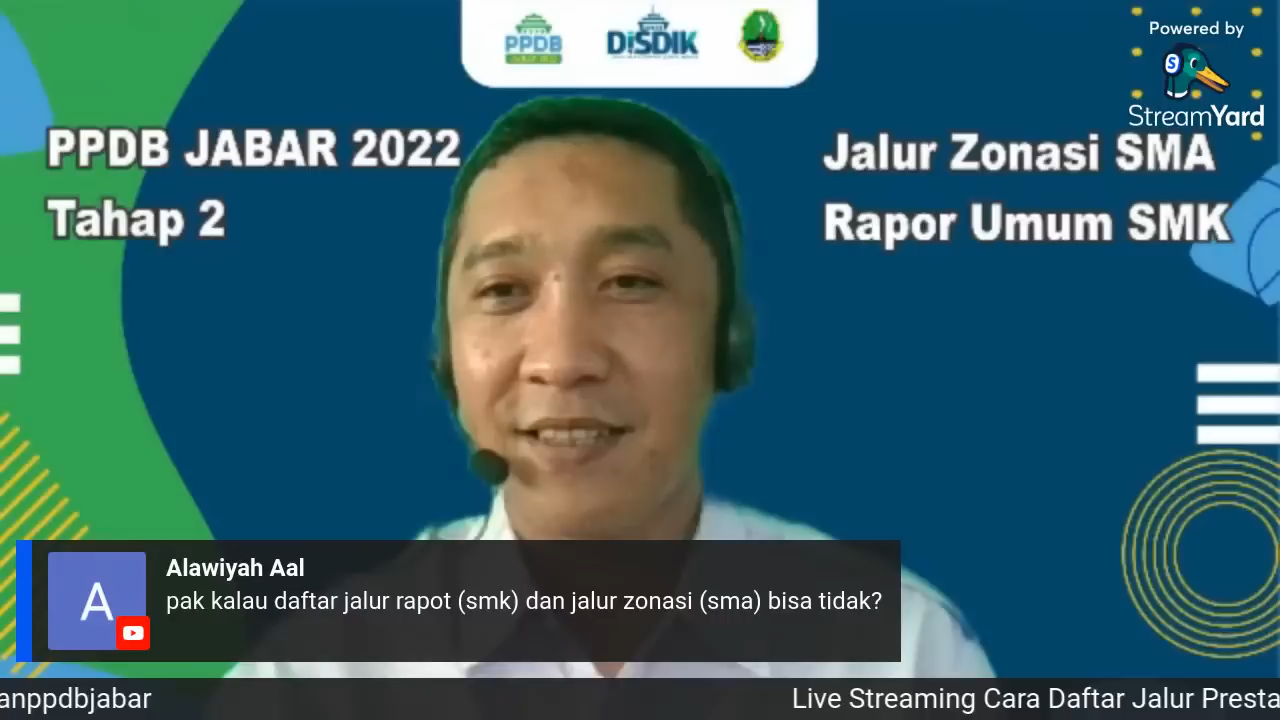 PPDB
DISDIK
Powered by
StreamYard
PPDB JABAR 2022
Tahap 2
Jalur Zonasi SMA
Rapor Umum SMK
A
Alawiyah Aal
pak kalau daftar jalur rapot (smk) dan jalur zonasi (sma) bisa tidak?
anppdbjabar
Live Streaming Cara Daftar Jalur Presta